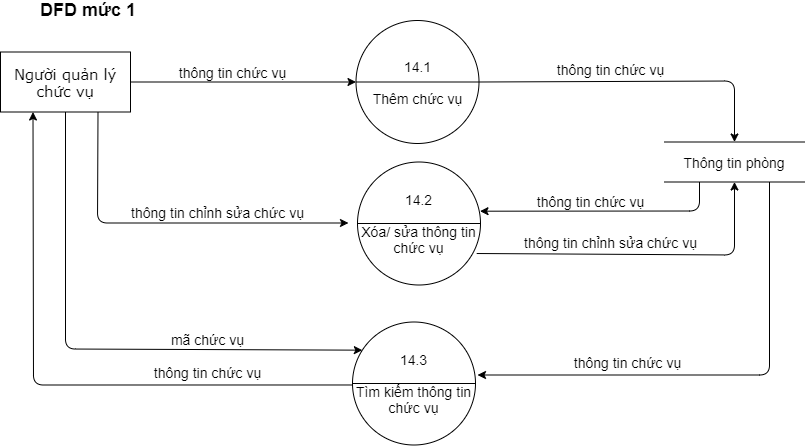 DFD mức 1
Người quản lý
chức vụ
thông tin chức vụ
14.1
Thêm chức vụ
thông tin chức vụ
Thông tin phòng
14.2
Xóa/ sửa thông tin
chức vụ
thông tin chỉnh sửa chức vụ
thông tin chức vụ
thông tin chỉnh sửa chức vụ
mã chức vụ
thông tin chức vụ
14.3
Tìm kiếm thông tin
chức vụ
thông tin chức vụ